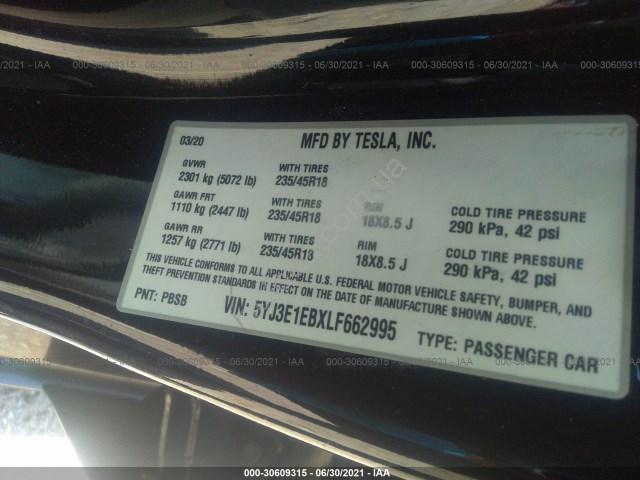 000-30609315 - 06/30/2021 - IAA
03/20
MFD BY TESLA, INC.
GVWR
2301 kg (5072 lb)
WITH TIRES
235/45R18
GAWR FRT
1110 kg (2447 lb)
WITH TIRES
235/45R18
RIM
18X8.5 J
COLD TIRE PRESSURE
290 kPa, 42 psi
GAWR RR
1257 kg (2771 lb)
WITH TIRES
235/45R18
RIM
18X8.5 J
COLD TIRE PRESSURE
290 kPa, 42 psi
THIS VEHICLE CONFORMS TO ALL APPLICABLE U.S. FEDERAL MOTOR VEHICLE SAFETY, BUMPER, AND
THEFT PREVENTION STANDARDS IN EFFECT ON THE DATE OF MANUFACTURE SHOWN ABOVE.
PNT: PBSB
VIN: 5YJ3E1EBXLF662995
TYPE: PASSENGER CAR
000-30609315 - 06/30/2021 - IAA
000-30609315 - 06/30/2021 - IAA